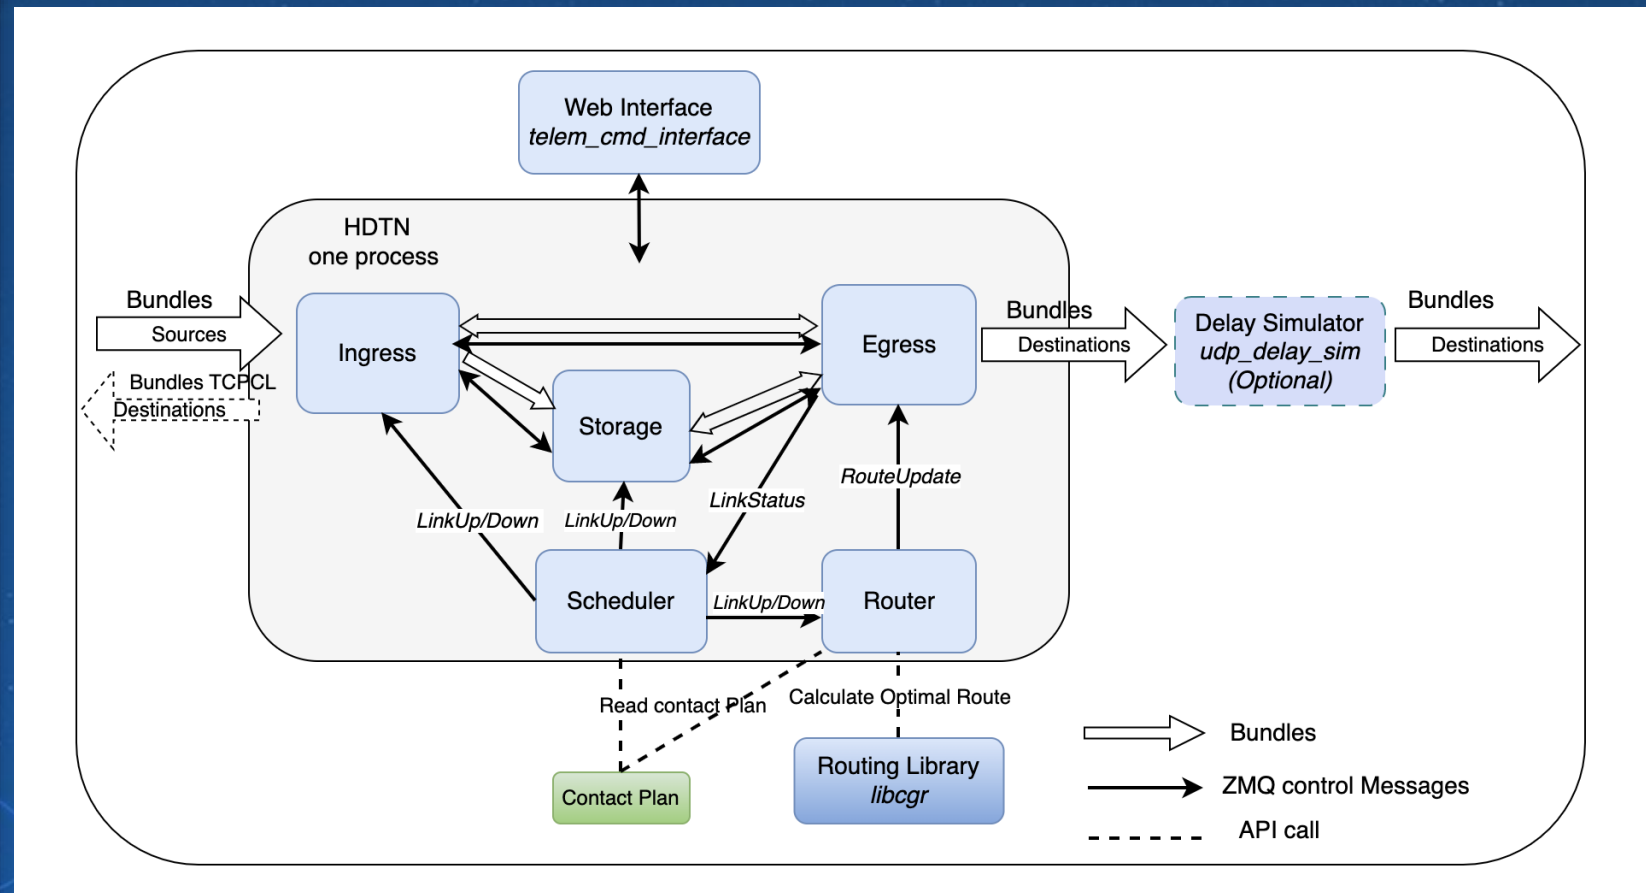 Web Interface
telem_cmd_interface
HDTN
one process
Bundles
Sources
Bundles TCPCL
Destinations
Ingress
Storage
Egress
Bundles
Destinations
Delay Simulator
udp_delay_sim
(Optional)
Bundles
Destinations
LinkUp/Down
LinkUp/Down
LinkStatus
RouteUpdate
Scheduler
LinkUp/Down
Router
Read contact Plan
Calculate Optimal Route
Contact Plan
Routing Library
libcgr
Bundles
ZMQ control Messages
API call